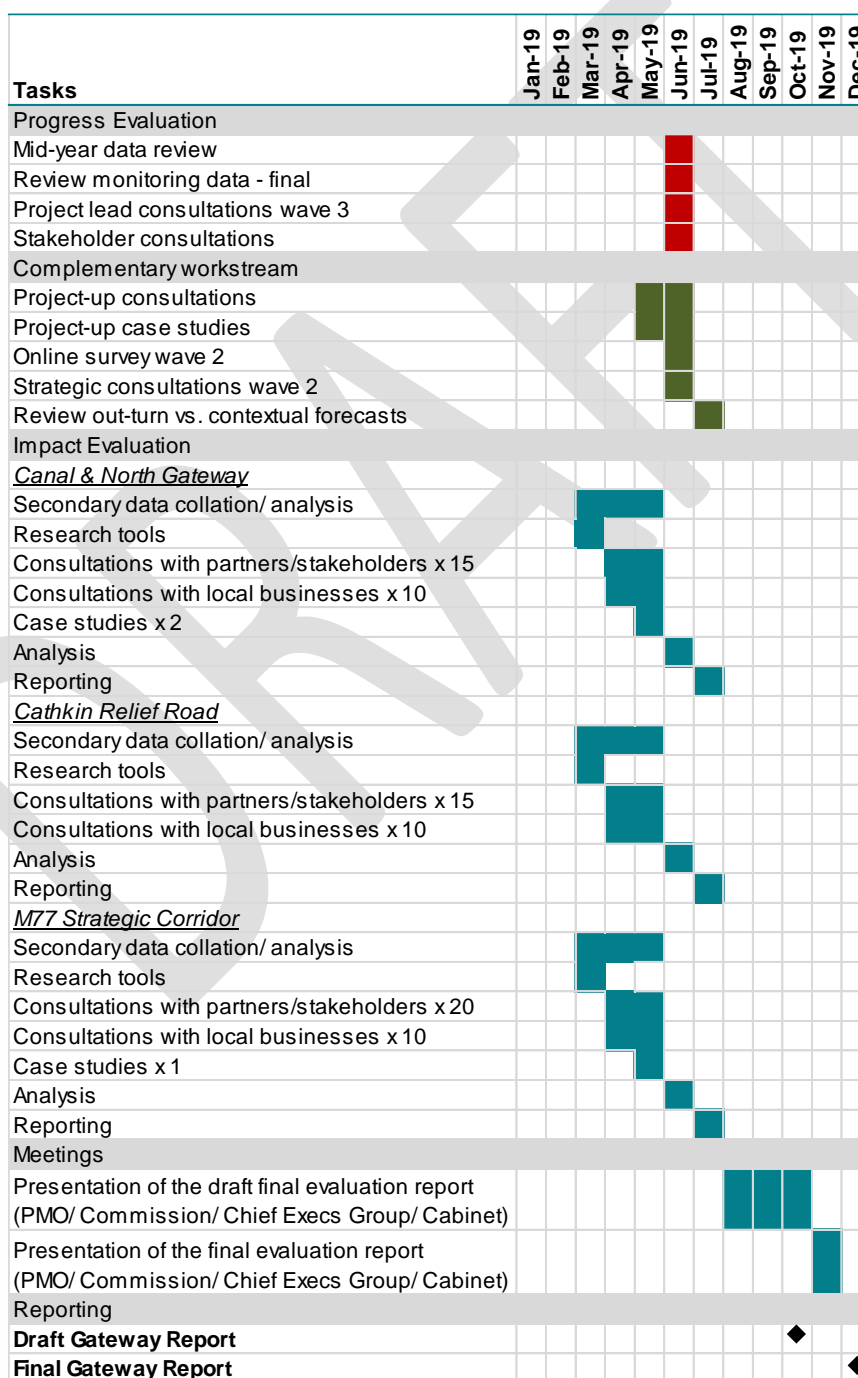 Tasks
Jan-19
Feb-19
Mar-19
Apr-19
May-19
Jun-19
Jul-19
Aug-19
Sep-19
Oct-19
Nov-19
Dec-19
Progress Evaluation
Mid-year data review
Review monitoring data - final
Project lead consultations wave 3
Stakeholder consultations
Complementary workstream
Project-up consultations
Project-up case studies
Online survey wave 2
Strategic consultations wave 2
Review out-turn vs. contextual forecasts
Impact Evaluation
Canal & North Gateway
Secondary data collation/ analysis
Research tools
Consultations with partners/stakeholders x 15
Consultations with local businesses x 10
Case studies x 2
Analysis
Reporting
Cathkin Relief Road
Secondary data collation/ analysis
Research tools
Consultations with partners/stakeholders x 15
Consultations with local businesses x 10
Analysis
Reporting
M77 Strategic Corridor
Secondary data collation/ analysis
Research tools
Consultations with partners/stakeholders x 20
Consultations with local businesses x 10
Case studies x 1
Analysis
Reporting
Meetings
Presentation of the draft final evaluation report
(PMO/ Commission/ Chief Execs Group/ Cabinet)
Presentation of the final evaluation report
(PMO/ Commission/ Chief Execs Group/ Cabinet)
Reporting
Draft Gateway Report
Final Gateway Report
DRAFT